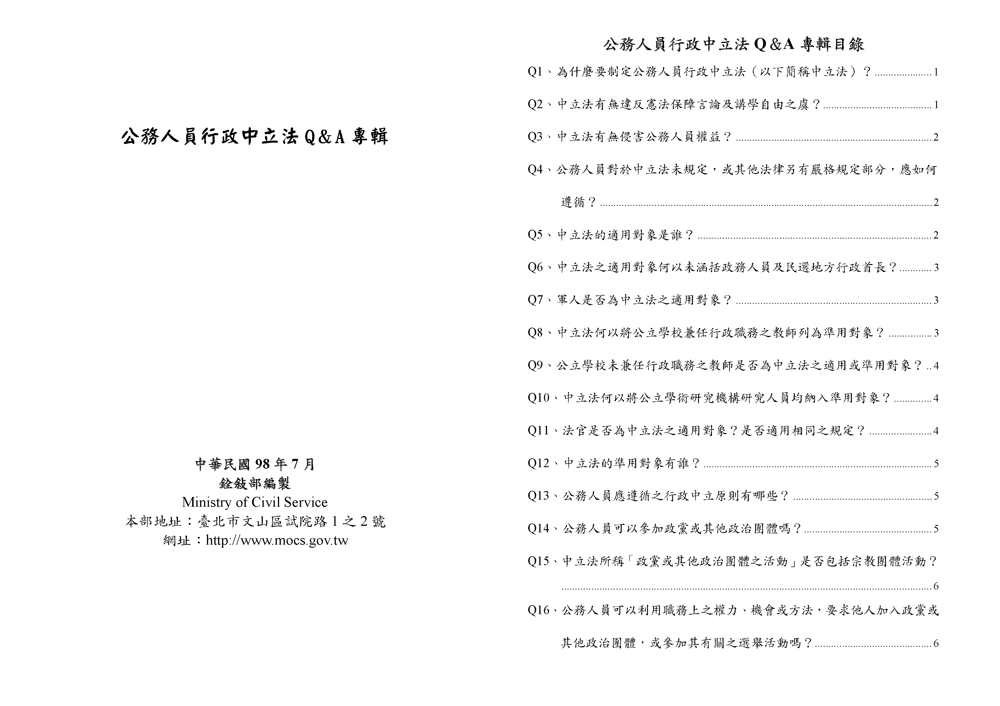 公務人員行政中立法 Q&A 專輯
中華民國 98 年 7 月
銓敍部編製
Ministry of Civil Service
本部地址：臺北市文山區試院路 1 之 2 號
網址：http://www.mocs.gov.tw
公務人員行政中立法 Q&A 專輯目錄
Q1、為什麼要制定公務人員行政中立法（以下簡稱中立法）？.....................1
Q2、中立法有無違反憲法保障言論及講學自由之虞？........................................1
Q3、中立法有無侵害公務人員權益？........................................................................2
Q4、公務人員對於中立法未規定，或其他法律另有嚴格規定部分，應如何
遵循？..........................................................................................................................2
Q5、中立法的適用對象是誰？......................................................................................2
Q6、中立法之適用對象何以未涵括政務人員及民選地方行政首長？............3
Q7、軍人是否為中立法之適用對象？........................................................................3
Q8、中立法何以將公立學校兼任行政職務之教師列為準用對象？................3
Q9、公立學校未兼任行政職務之教師是否為中立法之適用或準用對象？..4
Q10、中立法何以將公立學術研究機構研究人員均納入準用對象？..............4
Q11、法官是否為中立法之適用對象？是否適用相同之規定？.......................4
Q12、中立法的準用對象有誰？....................................................................................5
Q13、公務人員應遵循之行政中立原則有哪些？...................................................5
Q14、公務人員可以參加政黨或其他政治團體嗎？...............................................5
Q15、中立法所稱「政黨或其他政治團體之活動」是否包括宗教團體活動？
........................................................................................................................................6
Q16、公務人員可以利用職務上之權力、機會或方法，要求他人加入政黨或
其他政治團體，或參加其有關之選舉活動嗎？...........................................6